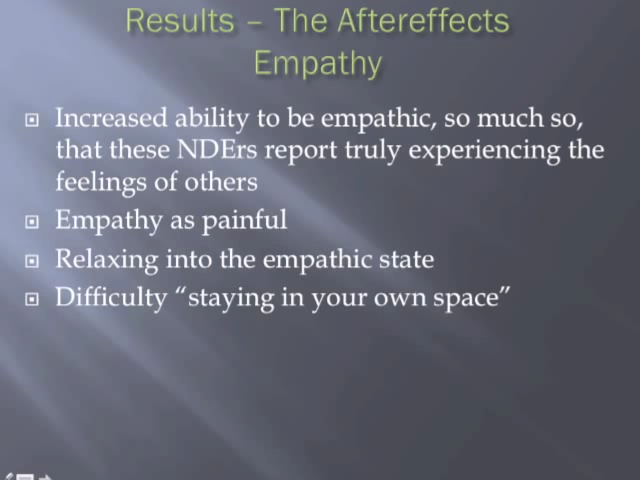 Results – The Aftereffects
Empathy
Increased ability to be empathic, so much so,
that these NDErs report truly experiencing the
feelings of others
Empathy as painful
Relaxing into the empathic state
Difficulty “staying in your own space”